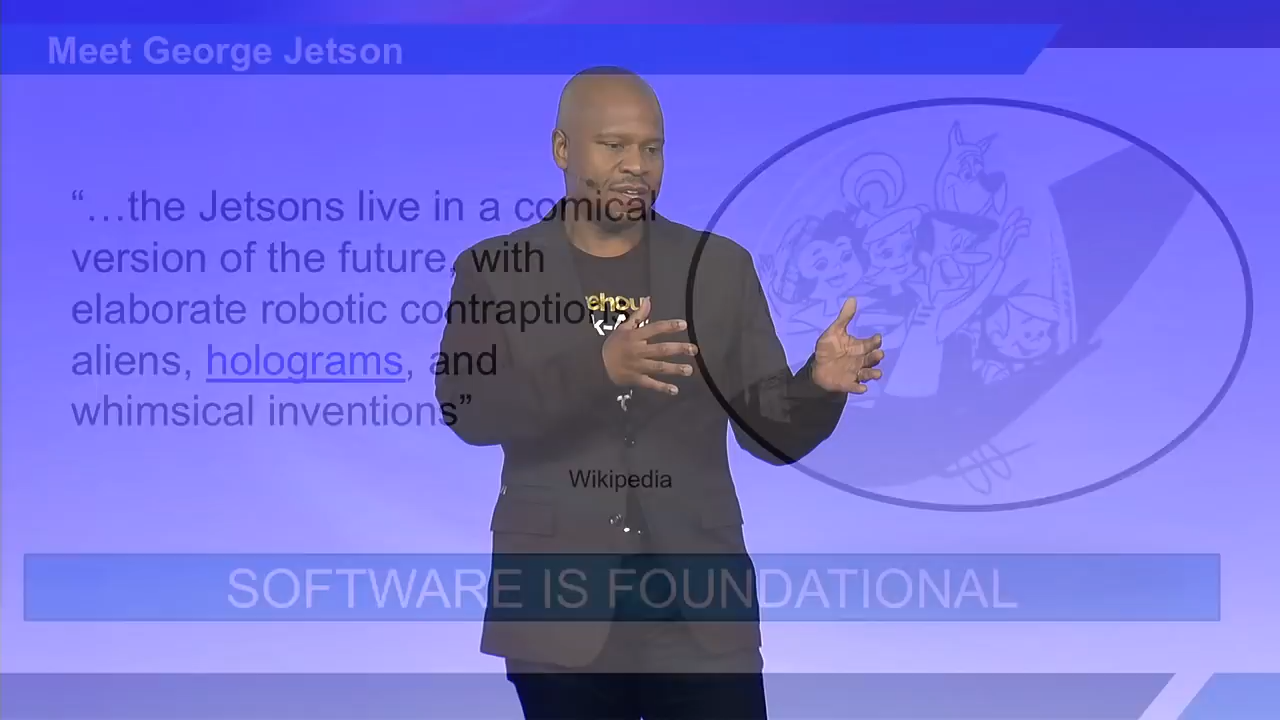 Meet George Jetson
“…the Jetsons live in a comical
version of the future, with
elaborate robotic contraptions
aliens, holograms, and
whimsical inventions”
Wikipedia
SOFTWARE IS FOUNDATIONAL